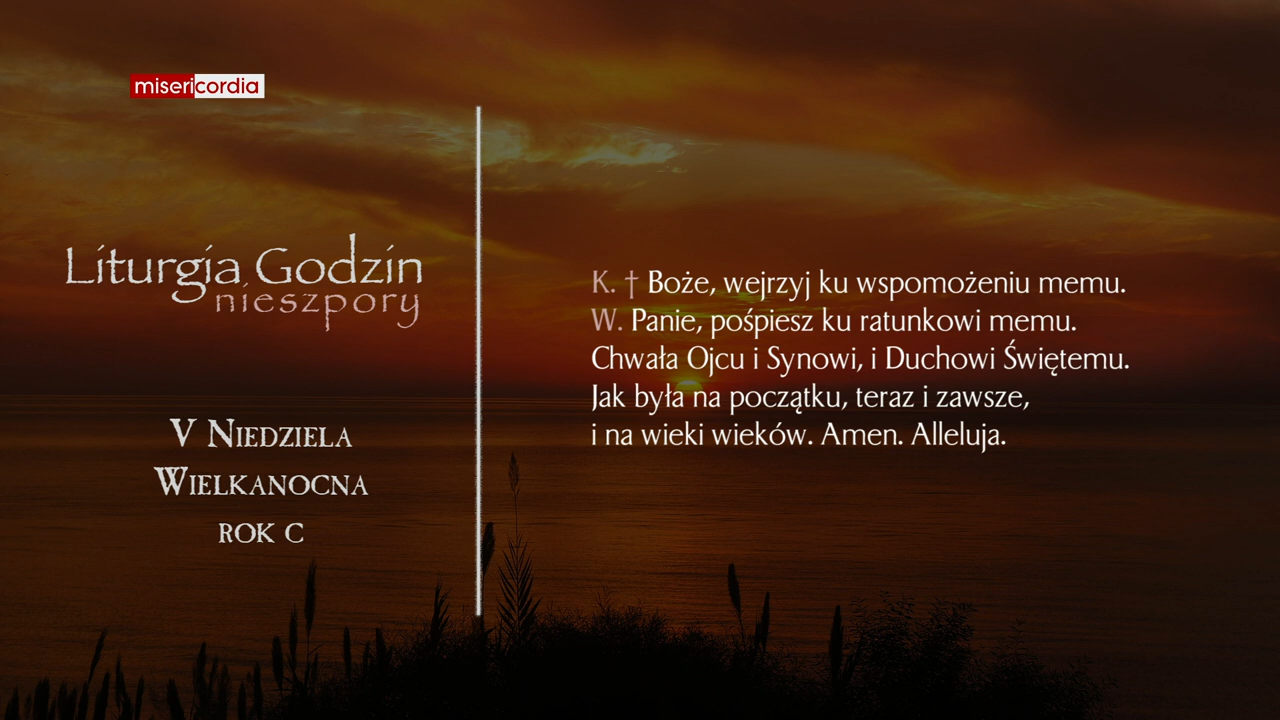 misericordia
Liturgia Godzin
nieszpory
V Niedziela
Wielkanocna
rok C
K. † Boże, wejrzyj ku wspomożeniu memu.
W. Panie, pośpiesz ku ratunkowi memu.
Chwała Ojcu i Synowi, i Duchowi Świętemu.
Jak była na początku, teraz i zawsze,
i na wieki wieków. Amen. Alleluja.